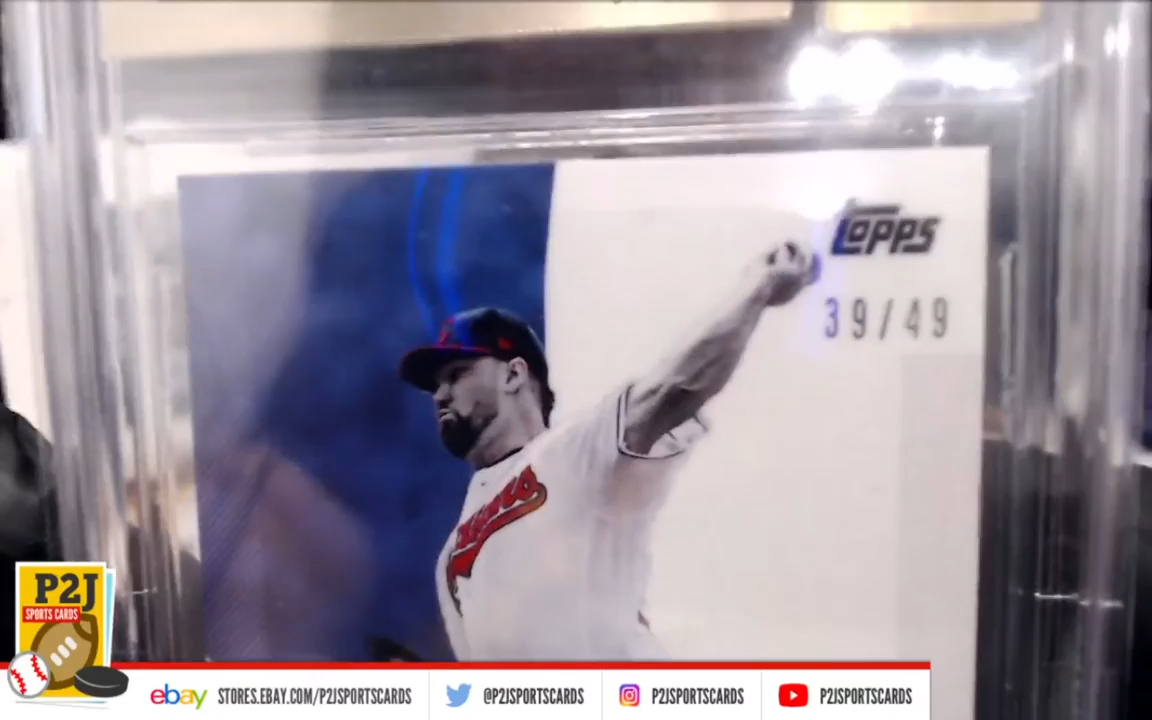 TOPPS
39/49
P2J
SPORTS CARDS
ebay STORES.EBAY.COM/P2JSPORTSCARDS
@P2JSPORTSCARDS
P2JSPORTSCARDS
P2JSPORTSCARDS